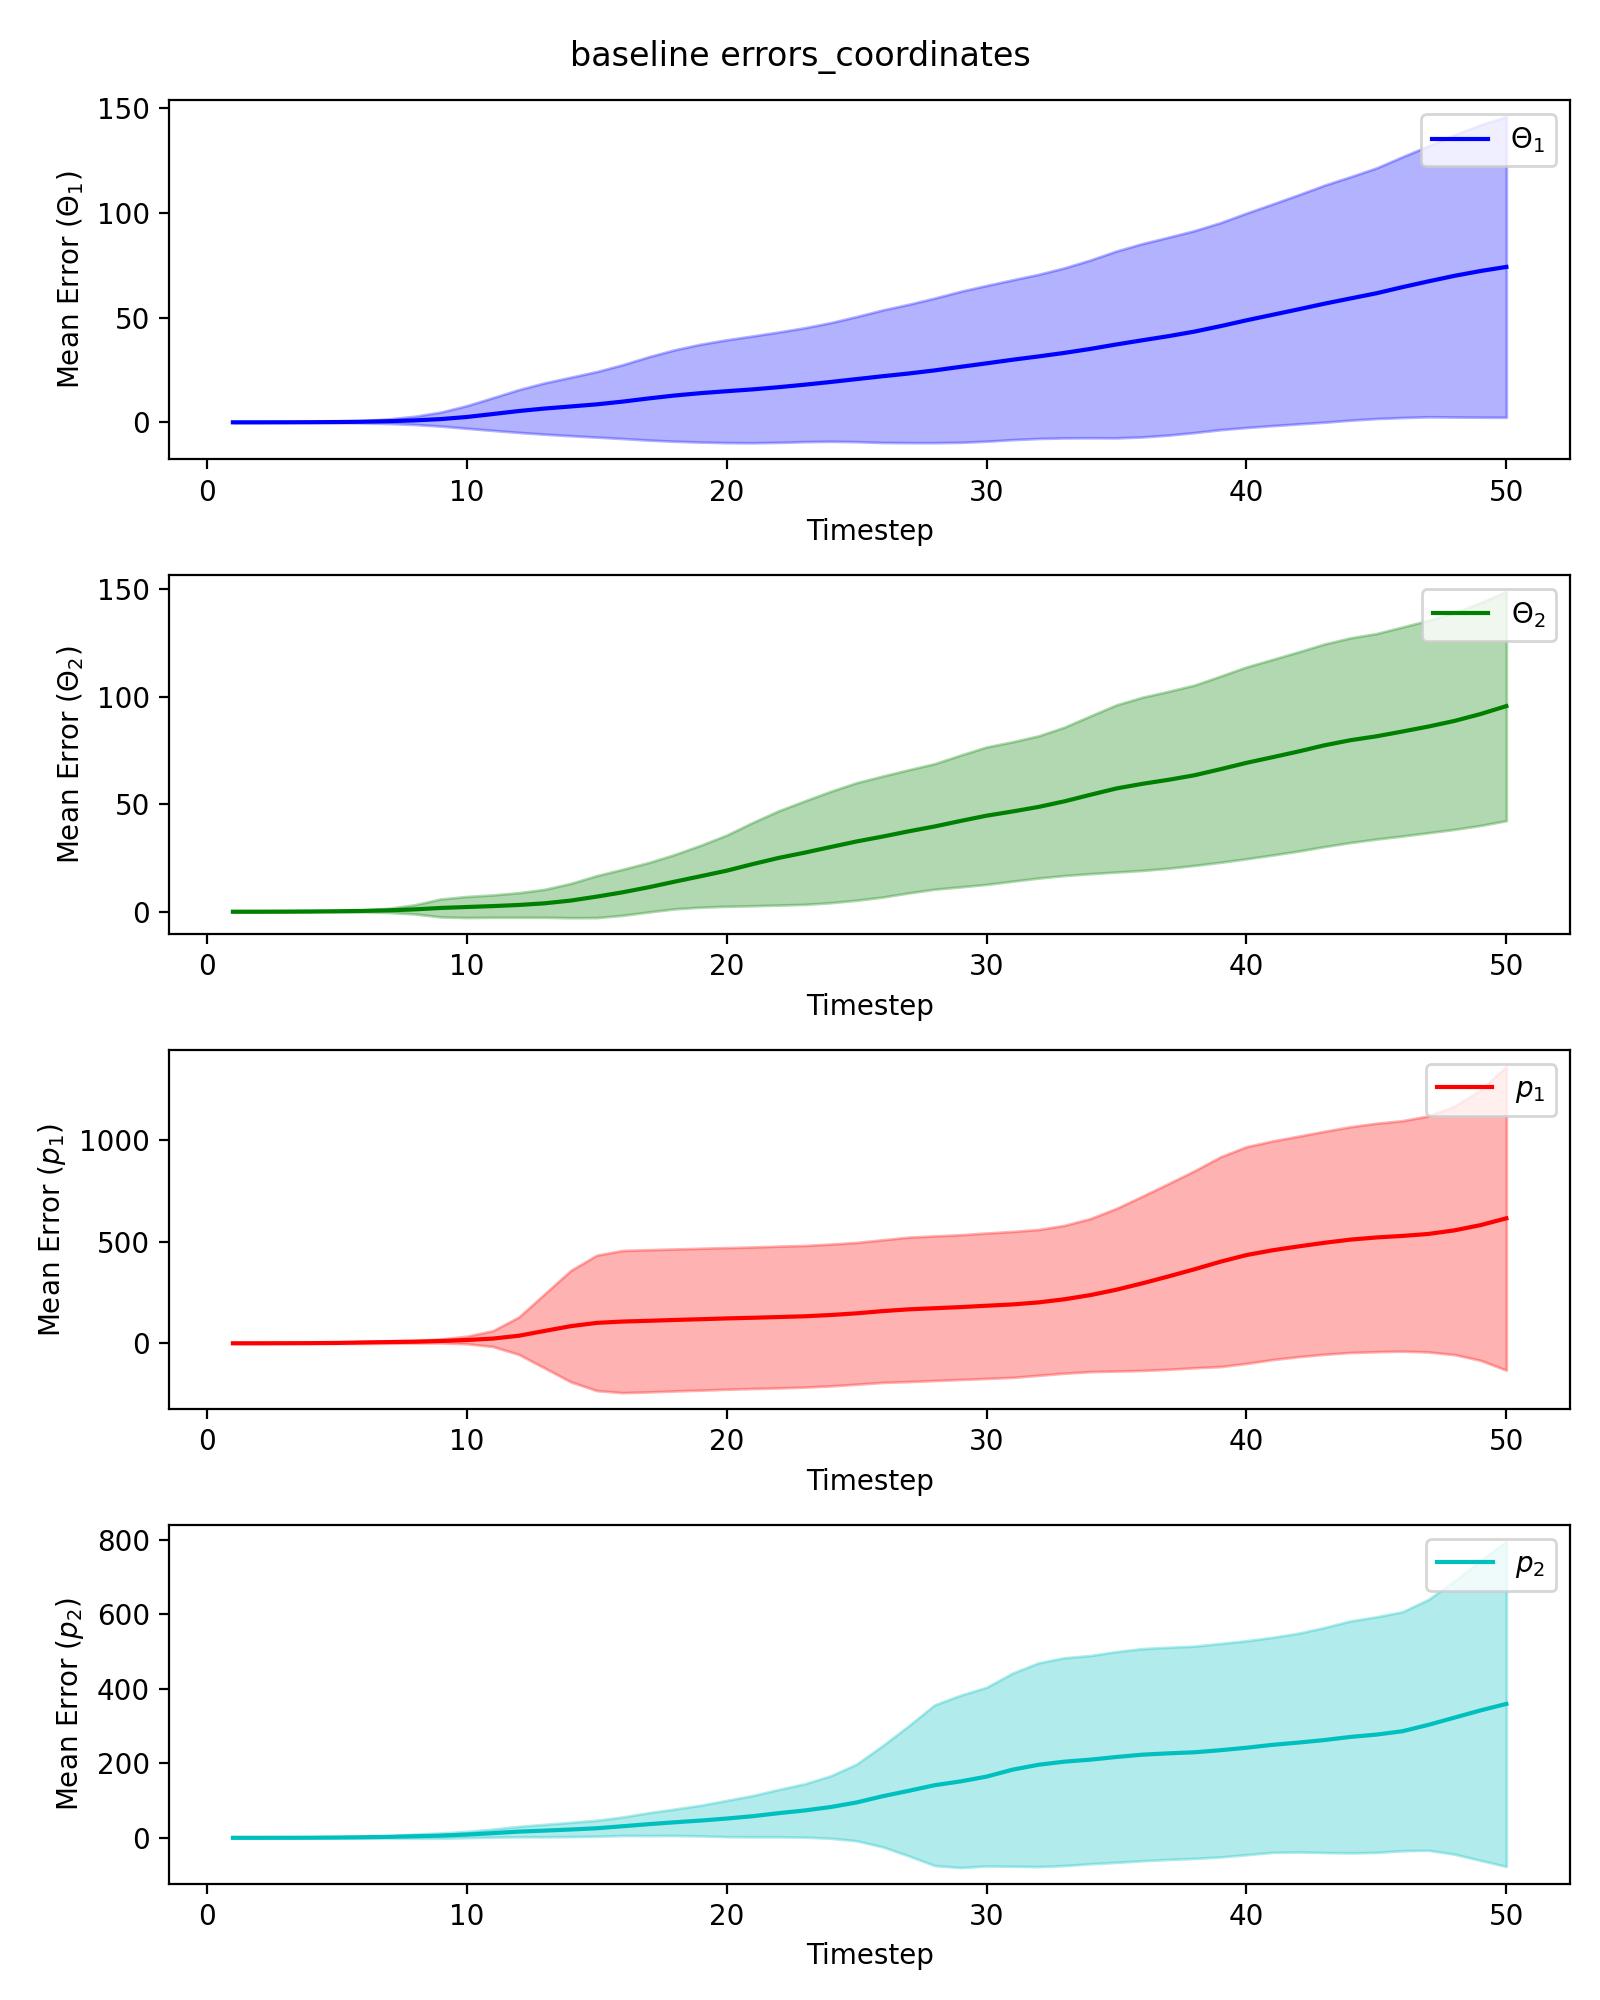 baseline errors_coordinates
Mean Error (Θ₁)
150
100
50
0
Θ₁
0 10 20 30 40 50
Timestep
Mean Error (Θ₂)
150
100
50
0
Θ₂
0 10 20 30 40 50
Timestep
Mean Error (p₁)
1000
500
0
p₁
0 10 20 30 40 50
Timestep
Mean Error (p₂)
800
600
400
200
0
p₂
0 10 20 30 40 50
Timestep